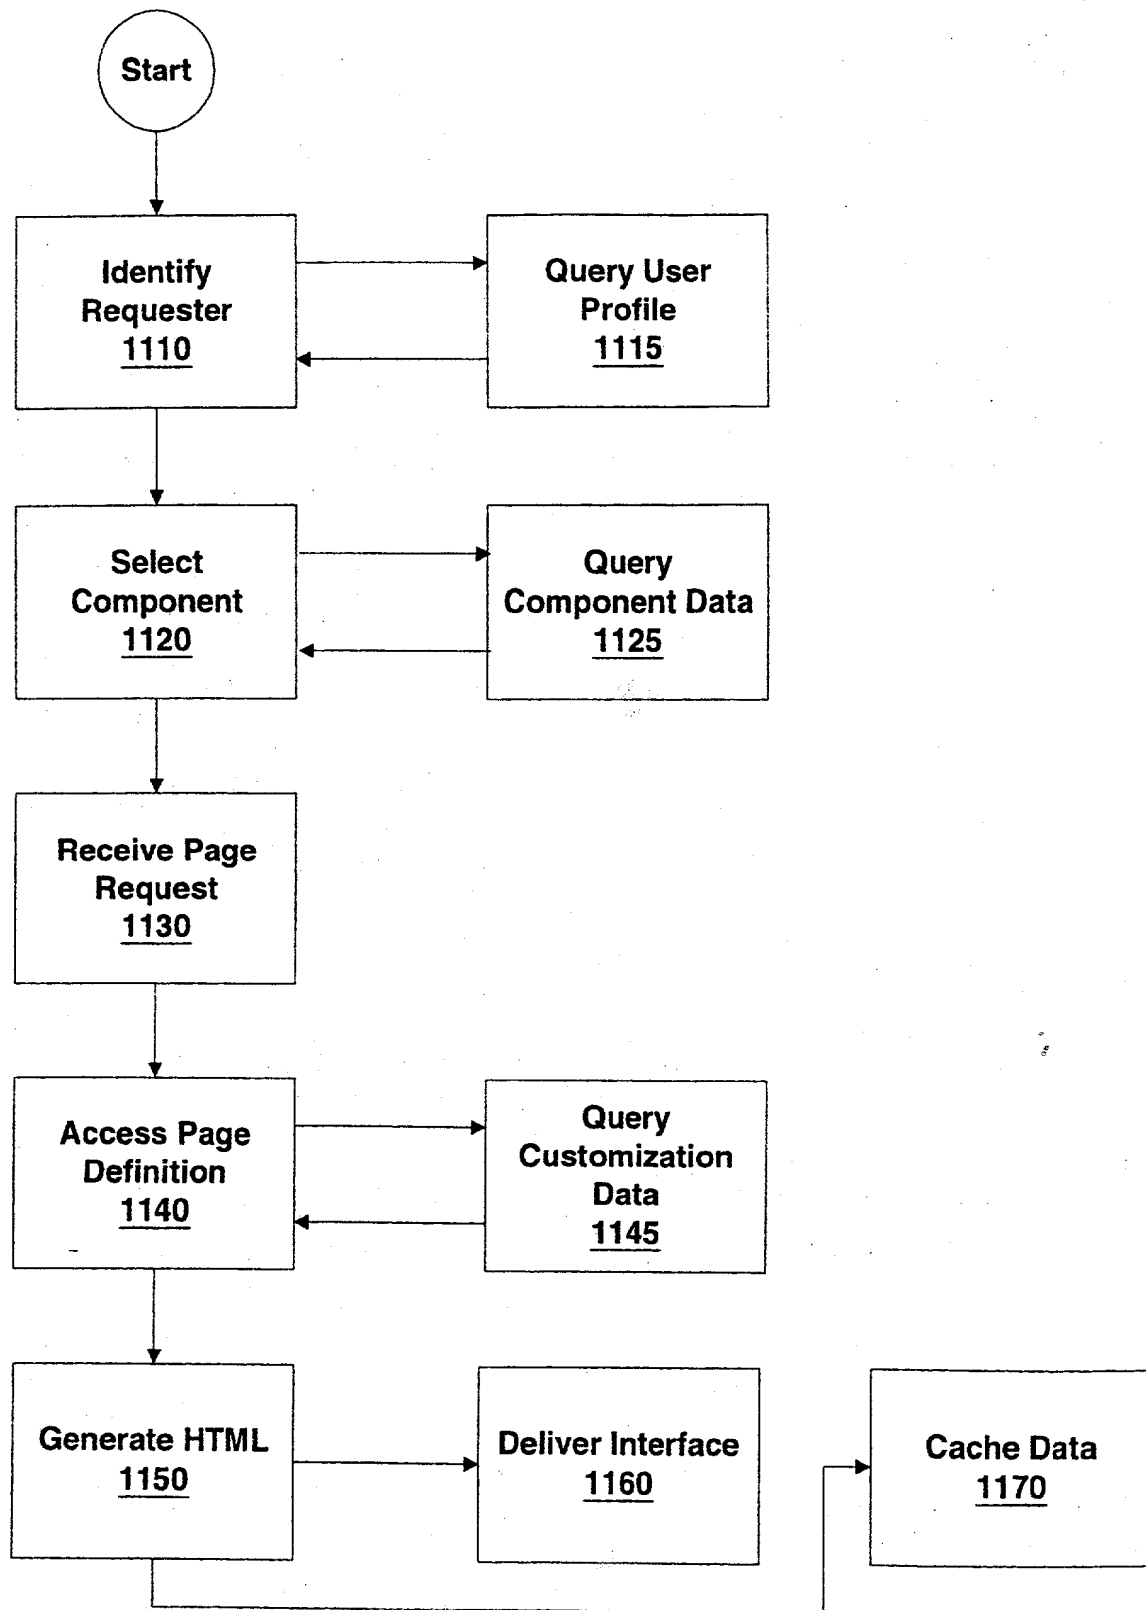 Start
Identify
Requester
1110
Query User
Profile
1115
Select
Component
1120
Query
Component Data
1125
Receive Page
Request
1130
Access Page
Definition
1140
Query
Customization
Data
1145
Generate HTML
1150
Deliver Interface
1160
Cache Data
1170